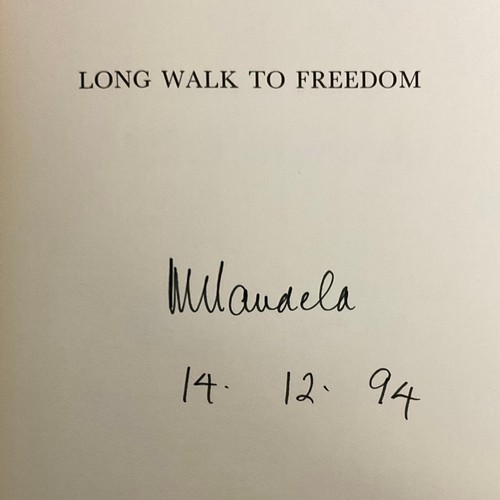 LONG WALK TO FREEDOM
NMandela
14. 12. 94